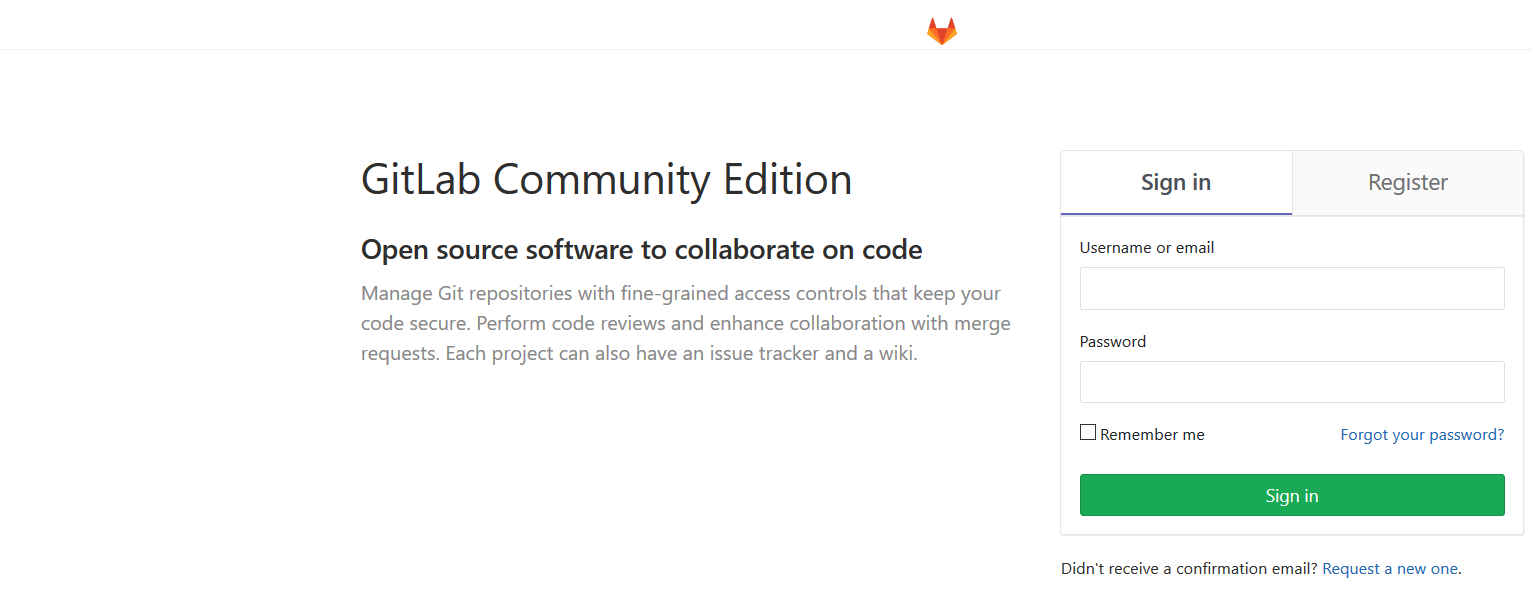 GitLab Community Edition
Open source software to collaborate on code
Manage Git repositories with fine-grained access controls that keep your
code secure. Perform code reviews and enhance collaboration with merge
requests. Each project can also have an issue tracker and a wiki.
Sign in
Register
Username or email
Password
Remember me
Forgot your password?
Sign in
Didn't receive a confirmation email? Request a new one.